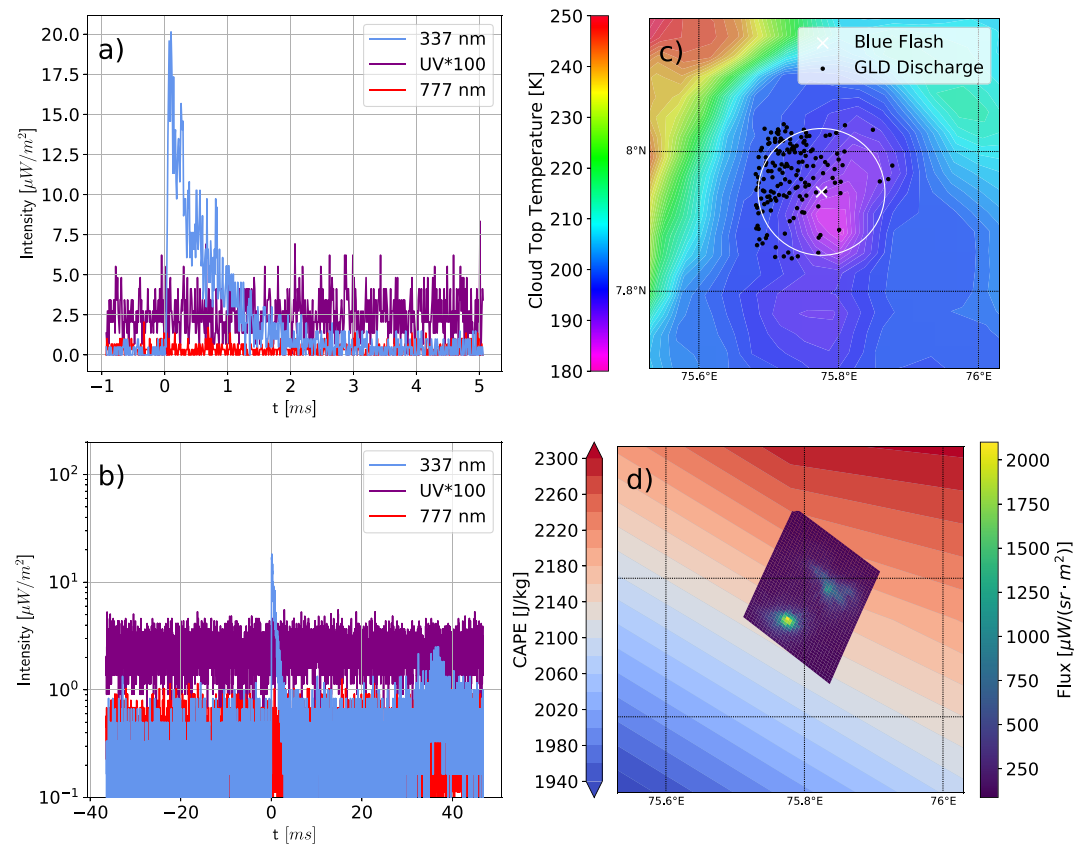 a)
337 nm
UV*100
777 nm
Intensity [μW/m²]
20.0
17.5
15.0
12.5
10.0
7.5
5.0
2.5
0.0
−1 0 1 2 3 4 5
t [ms]
250
240
230
220
210
200
190
180
Cloud Top Temperature [K]
c)
Blue Flash
GLD Discharge
8°N
7.8°N
75.6°E 75.8°E 76°E
b)
337 nm
UV*100
777 nm
Intensity [μW/m²]
10²
10¹
10⁰
10⁻¹
−40 −20 0 20 40
t [ms]
2300
2260
2220
2180
2140
2100
2060
2020
1980
1940
CAPE [J/kg]
d)
75.6°E 75.8°E 76°E
2000
1750
1500
1250
1000
750
500
250
Flux [μW/(sr · m²)]